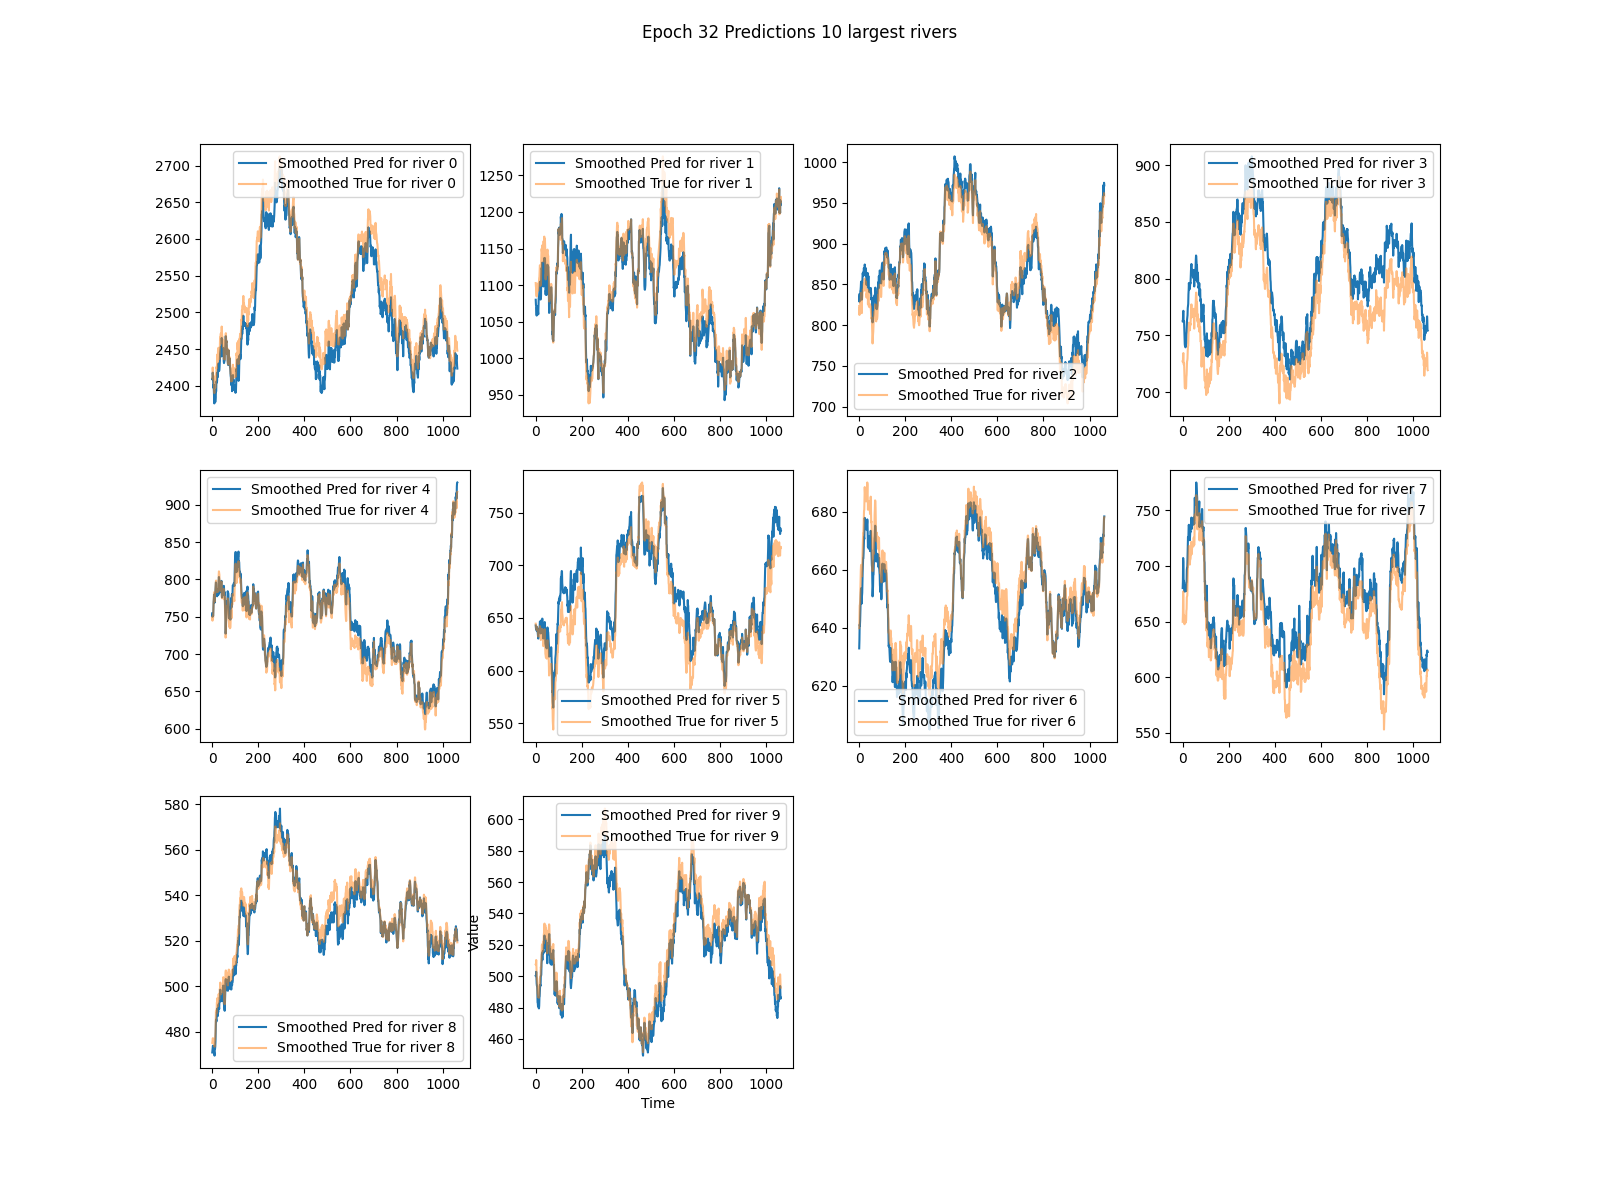 Epoch 32 Predictions 10 largest rivers
Smoothed Pred for river 0
Smoothed True for river 0
2700
2650
2600
2550
2500
2450
2400
0 200 400 600 800 1000
Smoothed Pred for river 1
Smoothed True for river 1
1250
1200
1150
1100
1050
1000
950
0 200 400 600 800 1000
1000
950
900
850
800
750
700
Smoothed Pred for river 2
Smoothed True for river 2
0 200 400 600 800 1000
Smoothed Pred for river 3
Smoothed True for river 3
900
850
800
750
700
0 200 400 600 800 1000
Smoothed Pred for river 4
Smoothed True for river 4
900
850
800
750
700
650
600
0 200 400 600 800 1000
750
700
650
600
550
Smoothed Pred for river 5
Smoothed True for river 5
0 200 400 600 800 1000
680
660
640
620
Smoothed Pred for river 6
Smoothed True for river 6
0 200 400 600 800 1000
Smoothed Pred for river 7
Smoothed True for river 7
750
700
650
600
550
0 200 400 600 800 1000
580
560
540
520
500
480
Smoothed Pred for river 8
Smoothed True for river 8
0 200 400 600 800 1000
Smoothed Pred for river 9
Smoothed True for river 9
600
580
560
540
520
500
480
460
Value
0 200 400 600 800 1000
Time